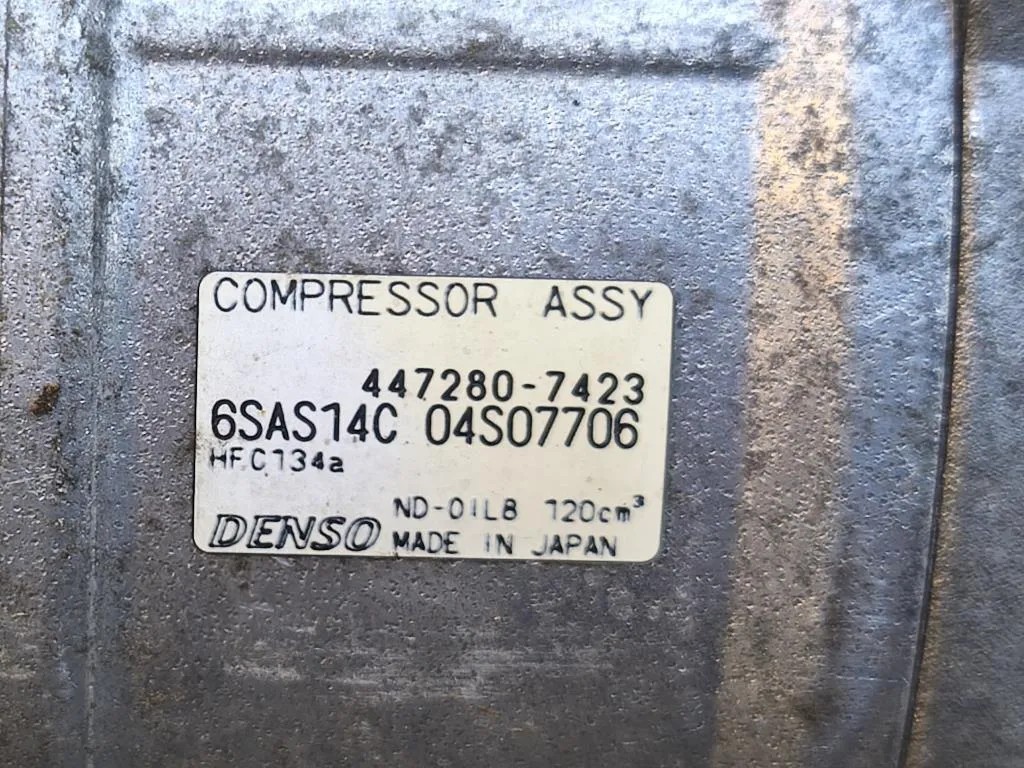 COMPRESSOR ASSY
447280-7423
6SAS14C 04S07706
HFC134a
ND-OIL8 120cm³
DENSO MADE IN JAPAN